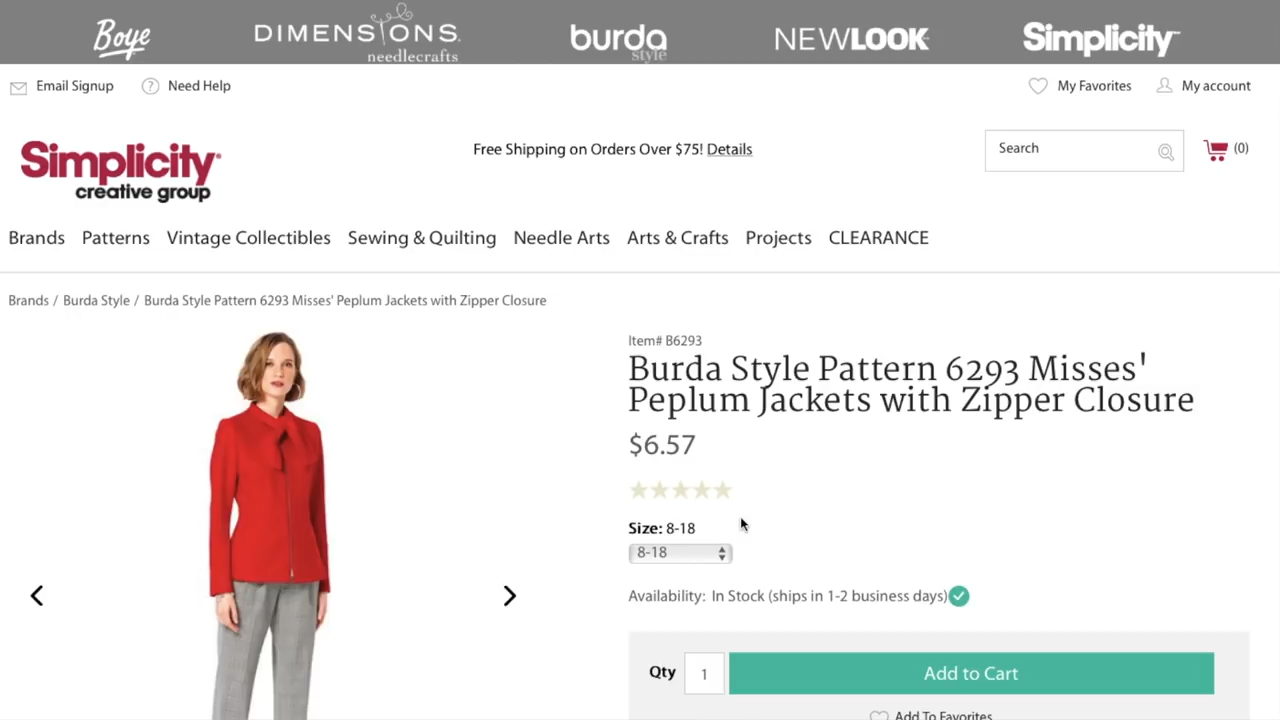 Boye
DIMENSIONS®
needlecrafts
burda
style
NEWLOOK
Simplicity
Email Signup
? Need Help
My Favorites
My account
Simplicity®
creative group
Free Shipping on Orders Over $75! Details
Search
(0)
Brands Patterns Vintage Collectibles Sewing & Quilting Needle Arts Arts & Crafts Projects CLEARANCE
Brands / Burda Style / Burda Style Pattern 6293 Misses' Peplum Jackets with Zipper Closure
Item# B6293
Burda Style Pattern 6293 Misses'
Peplum Jackets with Zipper Closure
$6.57
Size: 8-18
8-18
Availability: In Stock (ships in 1-2 business days)
Qty 1 Add to Cart
Add To Favorites